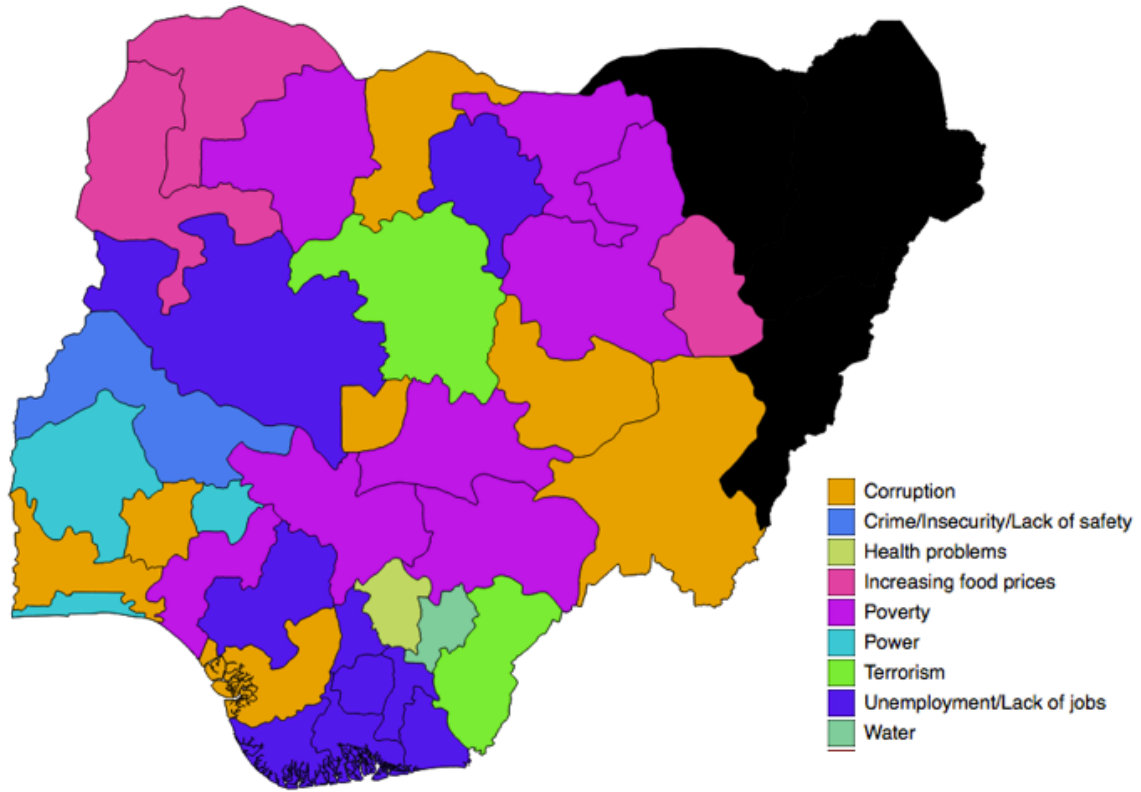 Corruption
Crime/Insecurity/Lack of safety
Health problems
Increasing food prices
Poverty
Power
Terrorism
Unemployment/Lack of jobs
Water